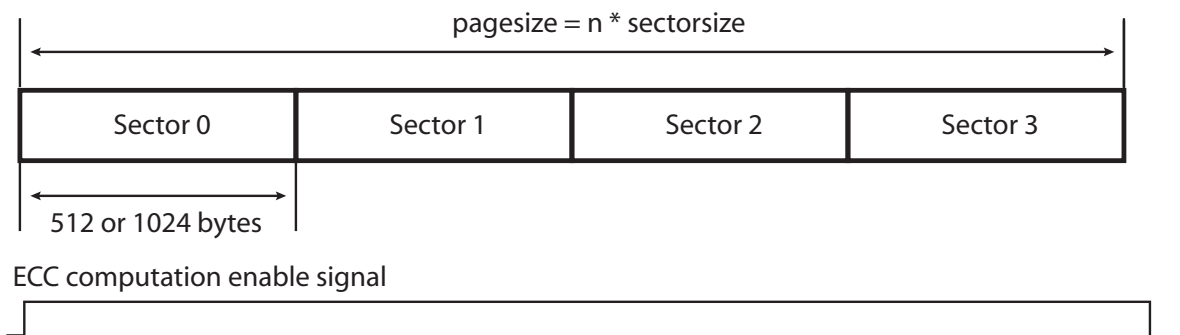 pagesize = n * sectorsize
Sector 0 Sector 1 Sector 2 Sector 3
512 or 1024 bytes
ECC computation enable signal